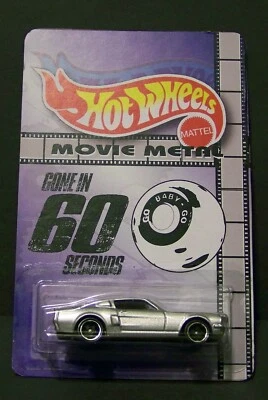 HOT WHEELS
MATTEL
MOVIE METAL
GONE IN
60
SECONDS
GO BABY GO